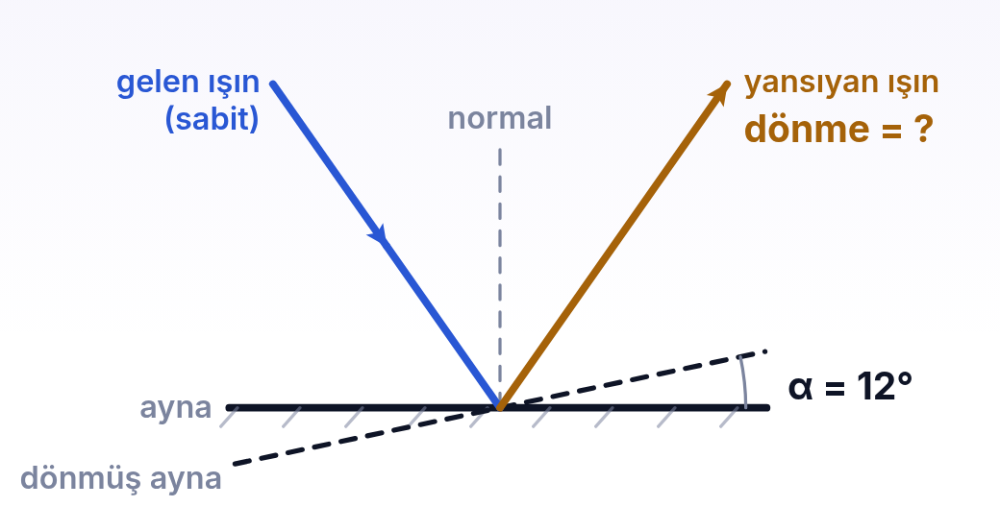 gelen ışın
(sabit)
normal
yansıyan ışın
dönme = ?
ayna
α = 12°
dönmüş ayna